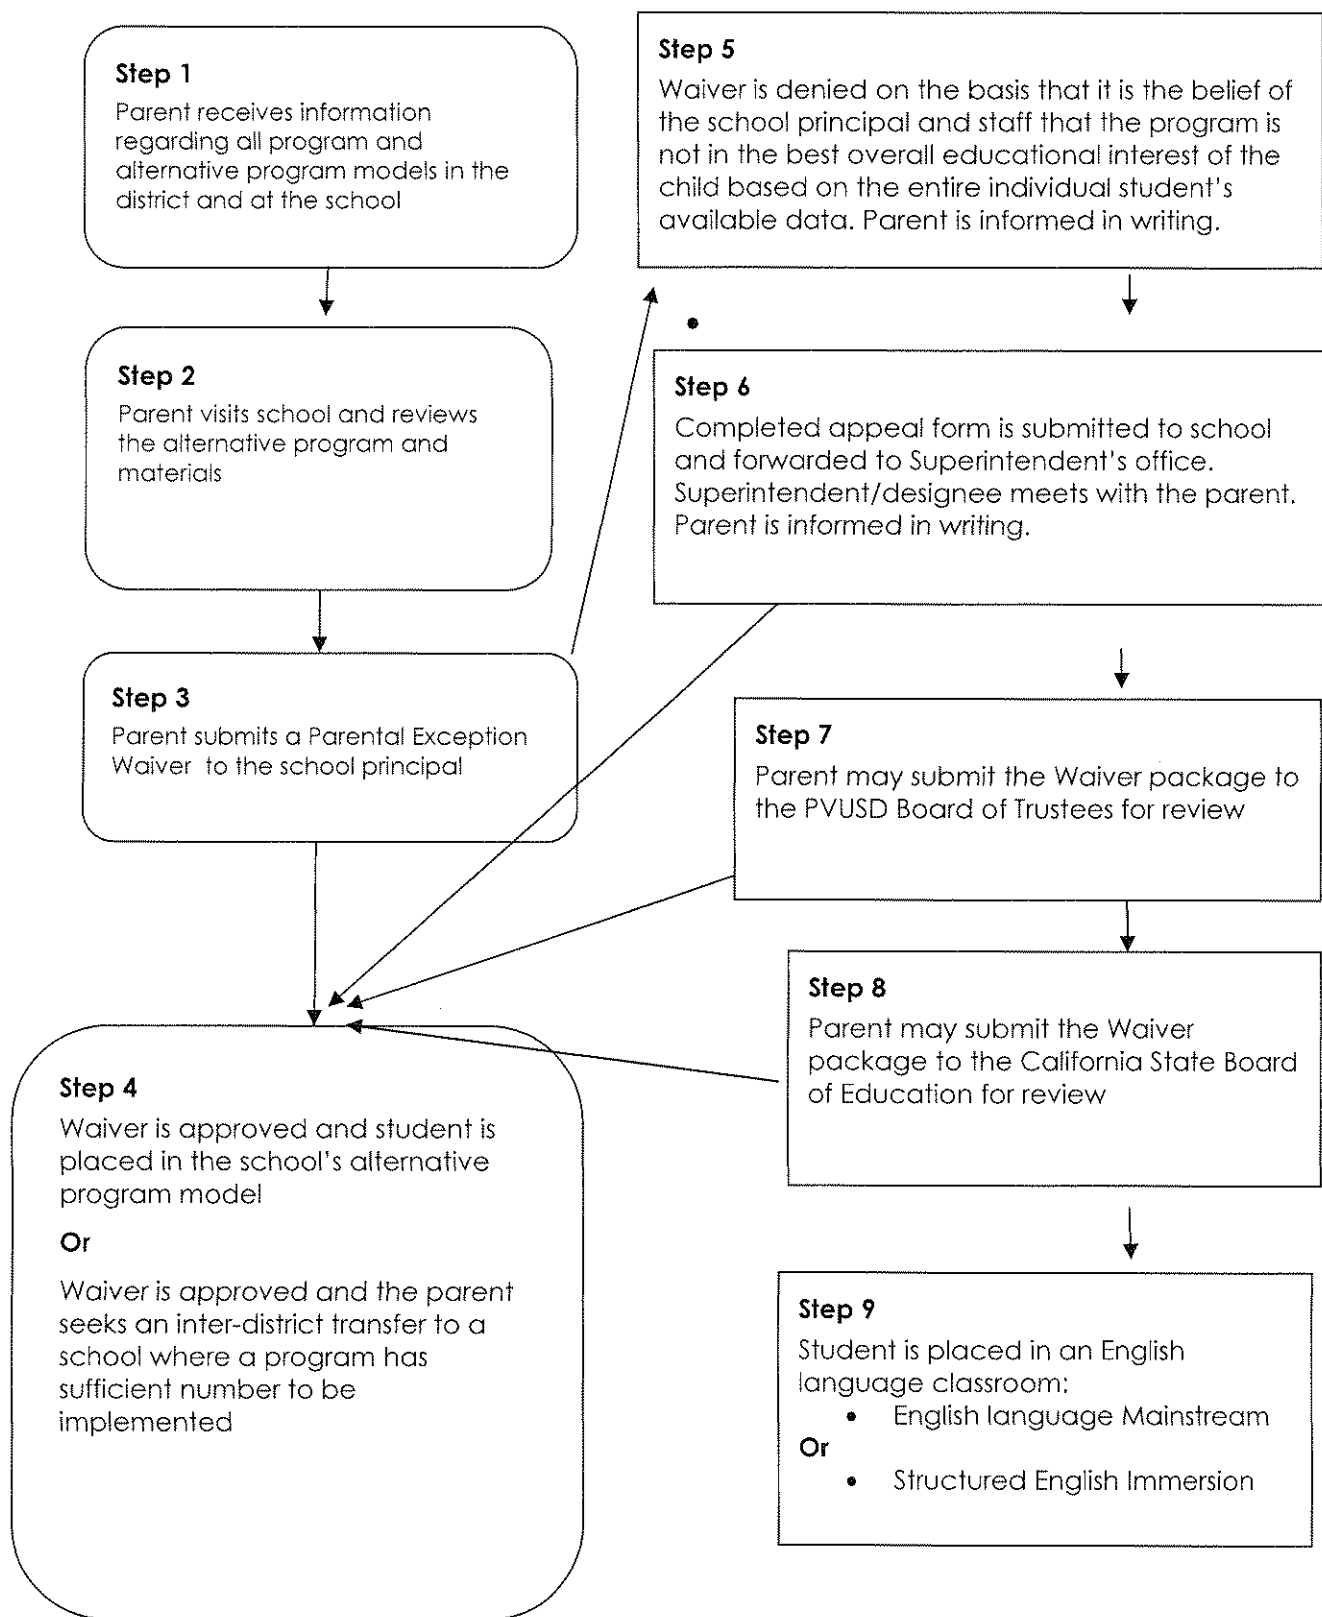 Step 1
Parent receives information
regarding all program and
alternative program models in the
district and at the school
Step 2
Parent visits school and reviews
the alternative program and
materials
Step 3
Parent submits a Parental Exception
Waiver to the school principal
Step 4
Waiver is approved and student is
placed in the school's alternative
program model
Or
Waiver is approved and the parent
seeks an inter-district transfer to a
school where a program has
sufficient number to be
implemented
Step 5
Waiver is denied on the basis that it is the belief of
the school principal and staff that the program is
not in the best overall educational interest of the
child based on the entire individual student's
available data. Parent is informed in writing.
•
Step 6
Completed appeal form is submitted to school
and forwarded to Superintendent's office.
Superintendent/designee meets with the parent.
Parent is informed in writing.
Step 7
Parent may submit the Waiver package to
the PVUSD Board of Trustees for review
Step 8
Parent may submit the Waiver
package to the California State Board
of Education for review
Step 9
Student is placed in an English
language classroom:
• English language Mainstream
Or
• Structured English Immersion